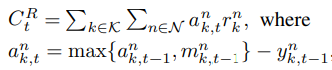 $C_t^R = \sum_{k \in \mathcal{K}} \sum_{n \in \mathcal{N}} a_{k,t}^n r_k^n$, where
$a_{k,t}^n = \max\{a_{k,t-1}^n, m_{k,t-1}^n\} - y_{k,t-1}^n$,